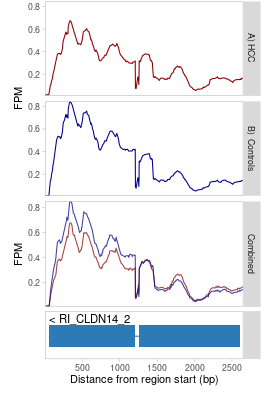 0.8
0.6
0.4
0.2
FPM
A) HCC
0.8
0.6
0.4
0.2
B) Controls
0.8
0.6
0.4
0.2
FPM
Combined
< RI_CLDN14_2
500 1000 1500 2000 2500
Distance from region start (bp)